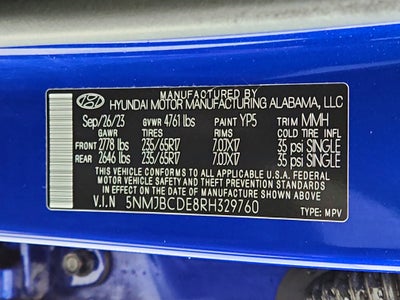 MANUFACTURED BY
HYUNDAI MOTOR MANUFACTURING ALABAMA, LLC
Sep/26/23 GVWR 4761 lbs PAINT YP5 TRIM MMH
GAWR TIRES RIMS COLD TIRE INFL.
FRONT 2778 lbs 235/65R17 7.0JX17 35 psi SINGLE
REAR 2646 lbs 235/65R17 7.0JX17 35 psi SINGLE
THIS VEHICLE CONFORMS TO ALL APPLICABLE U.S.A. FEDERAL
MOTOR VEHICLE SAFETY AND THEFT PREVENTION STANDARDS
IN EFFECT ON THE DATE OF MANUFACTURE SHOWN ABOVE.
V.I.N 5NMJBCDE8RH329760 TYPE: MPV